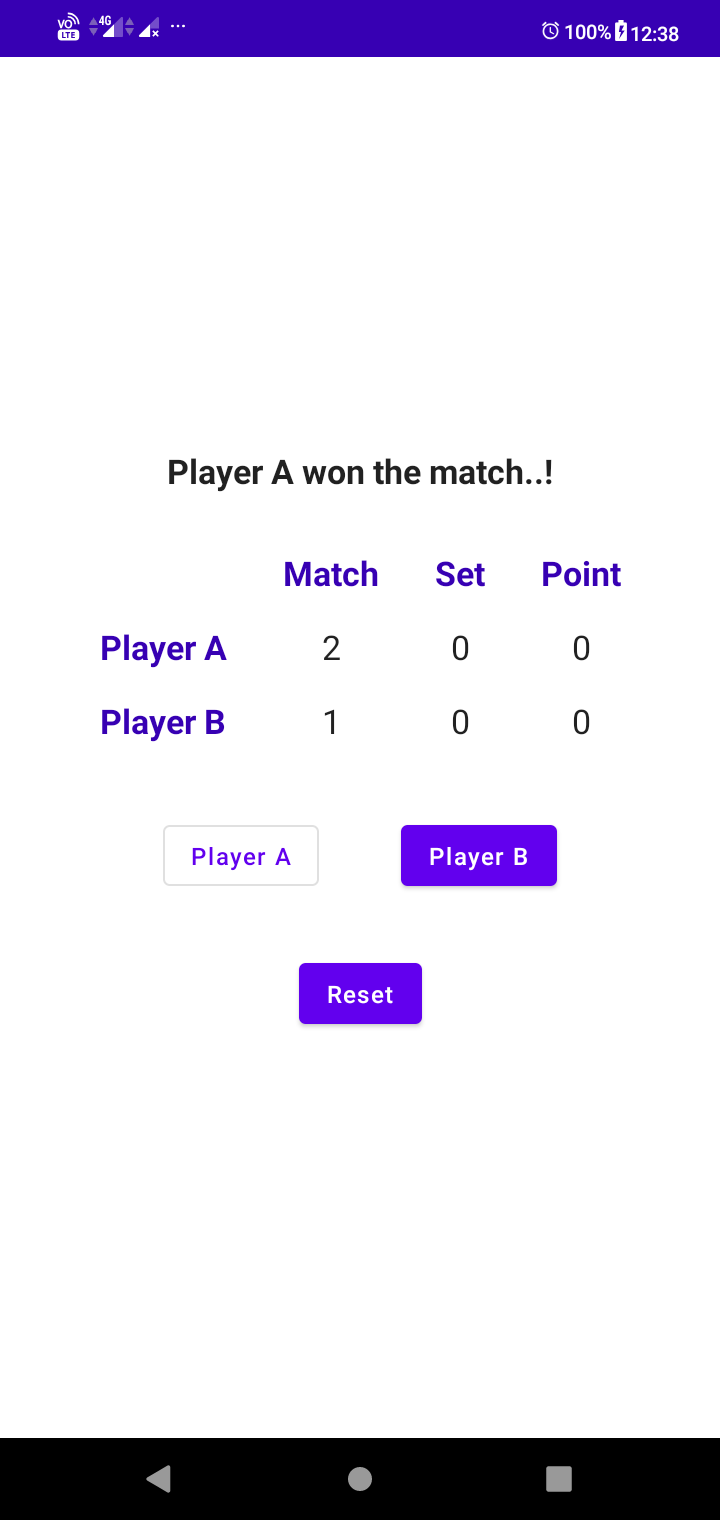 VO LTE 4G ... 100% 12:38
Player A won the match..!
Match Set Point
Player A 2 0 0
Player B 1 0 0
Player A Player B
Reset